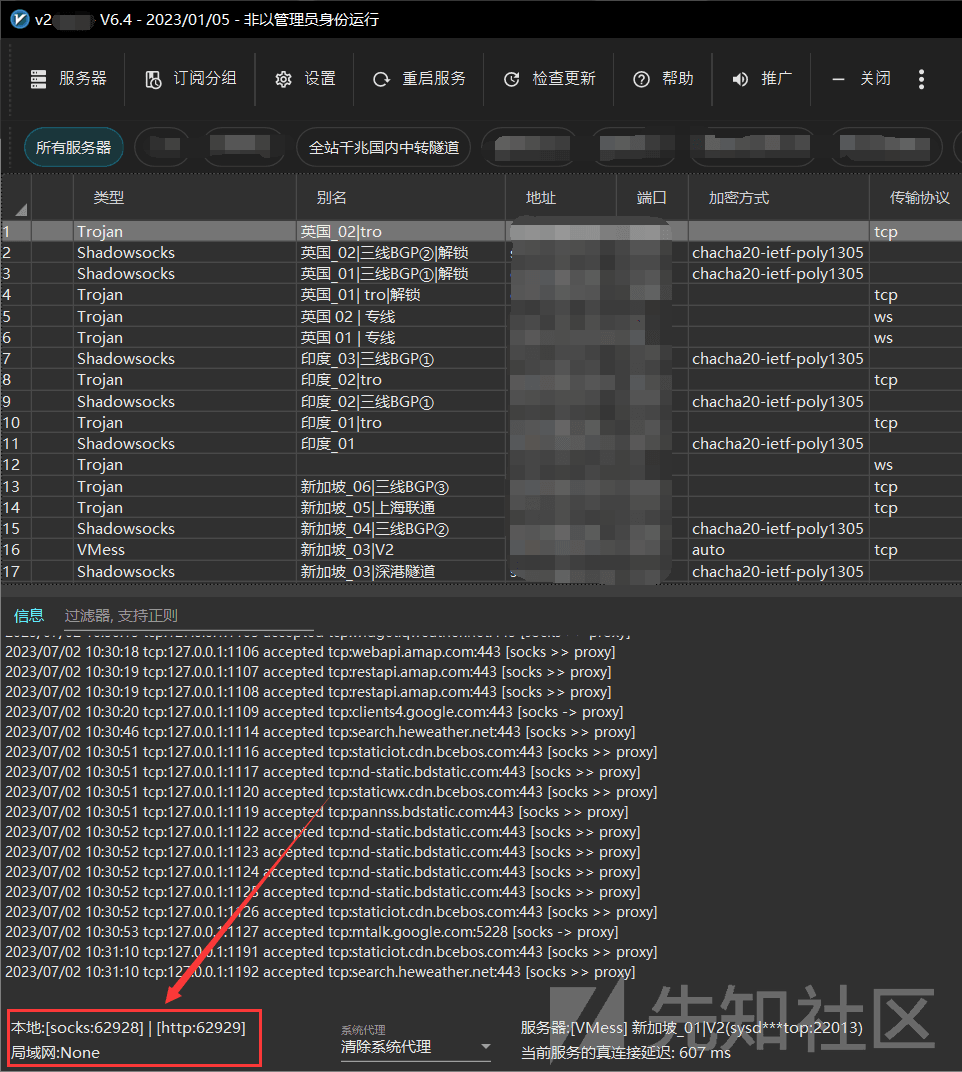 v2 V6.4 - 2023/01/05 - 非以管理员身份运行
服务器 订阅分组 设置 重启服务 检查更新 帮助 推广 关闭
所有服务器 全站千兆国内中转隧道
类型 别名 地址 端口 加密方式 传输协议
1 Trojan 英国_02|tro tcp
2 Shadowsocks 英国_02|三线BGP②|解锁 chacha20-ietf-poly1305
3 Shadowsocks 英国_01|三线BGP①|解锁 chacha20-ietf-poly1305
4 Trojan 英国_01| tro|解锁 tcp
5 Trojan 英国 02 | 专线 ws
6 Trojan 英国 01 | 专线 ws
7 Shadowsocks 印度_03|三线BGP① chacha20-ietf-poly1305
8 Trojan 印度_02|tro tcp
9 Shadowsocks 印度_02|三线BGP① chacha20-ietf-poly1305
10 Trojan 印度_01|tro tcp
11 Shadowsocks 印度_01 chacha20-ietf-poly1305
12 Trojan ws
13 Trojan 新加坡_06|三线BGP③ tcp
14 Trojan 新加坡_05|上海联通 tcp
15 Shadowsocks 新加坡_04|三线BGP② chacha20-ietf-poly1305
16 VMess 新加坡_03|V2 auto tcp
17 Shadowsocks 新加坡_03|深港隧道 chacha20-ietf-poly1305
信息 过滤器, 支持正则
2023/07/02 10:30:18 tcp:127.0.0.1:1106 accepted tcp:webapi.amap.com:443 [socks >> proxy]
2023/07/02 10:30:19 tcp:127.0.0.1:1107 accepted tcp:restapi.amap.com:443 [socks >> proxy]
2023/07/02 10:30:19 tcp:127.0.0.1:1108 accepted tcp:restapi.amap.com:443 [socks >> proxy]
2023/07/02 10:30:20 tcp:127.0.0.1:1109 accepted tcp:clients4.google.com:443 [socks -> proxy]
2023/07/02 10:30:46 tcp:127.0.0.1:1114 accepted tcp:search.heweather.net:443 [socks >> proxy]
2023/07/02 10:30:51 tcp:127.0.0.1:1116 accepted tcp:staticiot.cdn.bcebos.com:443 [socks >> proxy]
2023/07/02 10:30:51 tcp:127.0.0.1:1117 accepted tcp:nd-static.bdstatic.com:443 [socks >> proxy]
2023/07/02 10:30:51 tcp:127.0.0.1:1120 accepted tcp:staticwx.cdn.bcebos.com:443 [socks >> proxy]
2023/07/02 10:30:51 tcp:127.0.0.1:1119 accepted tcp:pannss.bdstatic.com:443 [socks >> proxy]
2023/07/02 10:30:52 tcp:127.0.0.1:1122 accepted tcp:nd-static.bdstatic.com:443 [socks >> proxy]
2023/07/02 10:30:52 tcp:127.0.0.1:1123 accepted tcp:nd-static.bdstatic.com:443 [socks >> proxy]
2023/07/02 10:30:52 tcp:127.0.0.1:1124 accepted tcp:nd-static.bdstatic.com:443 [socks >> proxy]
2023/07/02 10:30:52 tcp:127.0.0.1:1125 accepted tcp:nd-static.bdstatic.com:443 [socks >> proxy]
2023/07/02 10:30:52 tcp:127.0.0.1:1126 accepted tcp:staticiot.cdn.bcebos.com:443 [socks >> proxy]
2023/07/02 10:30:53 tcp:127.0.0.1:1127 accepted tcp:mtalk.google.com:5228 [socks -> proxy]
2023/07/02 10:31:10 tcp:127.0.0.1:1191 accepted tcp:staticiot.cdn.bcebos.com:443 [socks >> proxy]
2023/07/02 10:31:10 tcp:127.0.0.1:1192 accepted tcp:search.heweather.net:443 [socks >> proxy]
本地:[socks:62928] | [http:62929]
局域网:None
系统代理
清除系统代理
服务器:[VMess] 新加坡_01|V2(sysd***top:22013)
当前服务的真连接延迟: 607 ms
先知社区